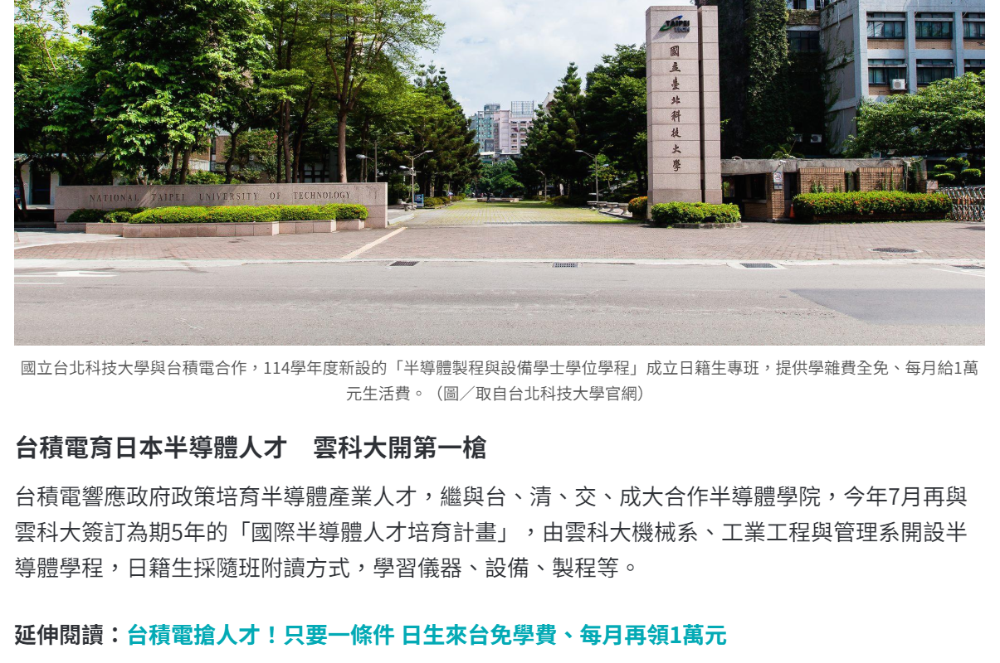 TAIPEI
TECH
國立臺北科技大學
NATIONAL TAIPEI UNIVERSITY OF TECHNOLOGY
國立台北科技大學與台積電合作，114學年度新設的「半導體製程與設備學士學位學程」成立日籍生專班，提供學雜費全免、每月給1萬
元生活費。（圖／取自台北科技大學官網）
台積電育日本半導體人才　雲科大開第一槍
台積電響應政府政策培育半導體產業人才，繼與台、清、交、成大合作半導體學院，今年7月再與
雲科大簽訂為期5年的「國際半導體人才培育計畫」，由雲科大機械系、工業工程與管理系開設半
導體學程，日籍生採隨班附讀方式，學習儀器、設備、製程等。
延伸閱讀：台積電搶人才！只要一條件 日生來台免學費、每月再領1萬元